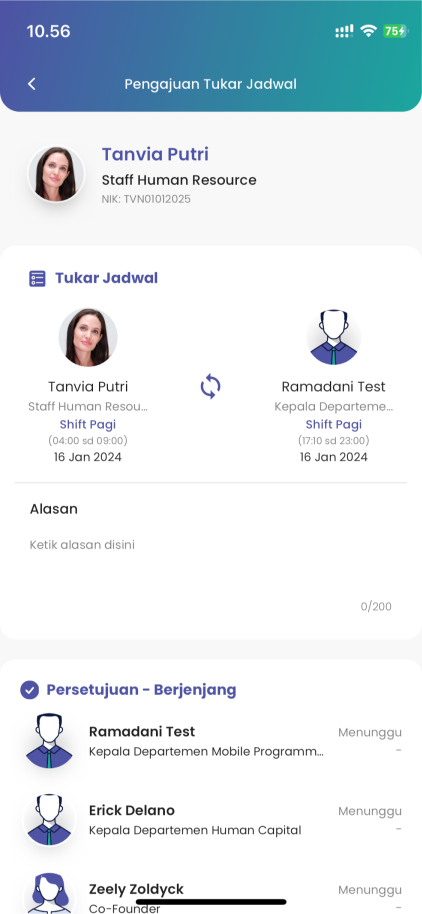 10.56
75
Pengajuan Tukar Jadwal
Tanvia Putri
Staff Human Resource
NIK: TVN01012025
Tukar Jadwal
Tanvia Putri
Staff Human Resou...
Shift Pagi
(04:00 sd 09:00)
16 Jan 2024
Ramadani Test
Kepala Departeme...
Shift Pagi
(17:10 sd 23:00)
16 Jan 2024
Alasan
Ketik alasan disini
0/200
Persetujuan - Berjenjang
Ramadani Test
Menunggu
Kepala Departemen Mobile Programm...
-
Erick Delano
Menunggu
Kepala Departemen Human Capital
-
Zeely Zoldyck
Menunggu
Co-Founder
-